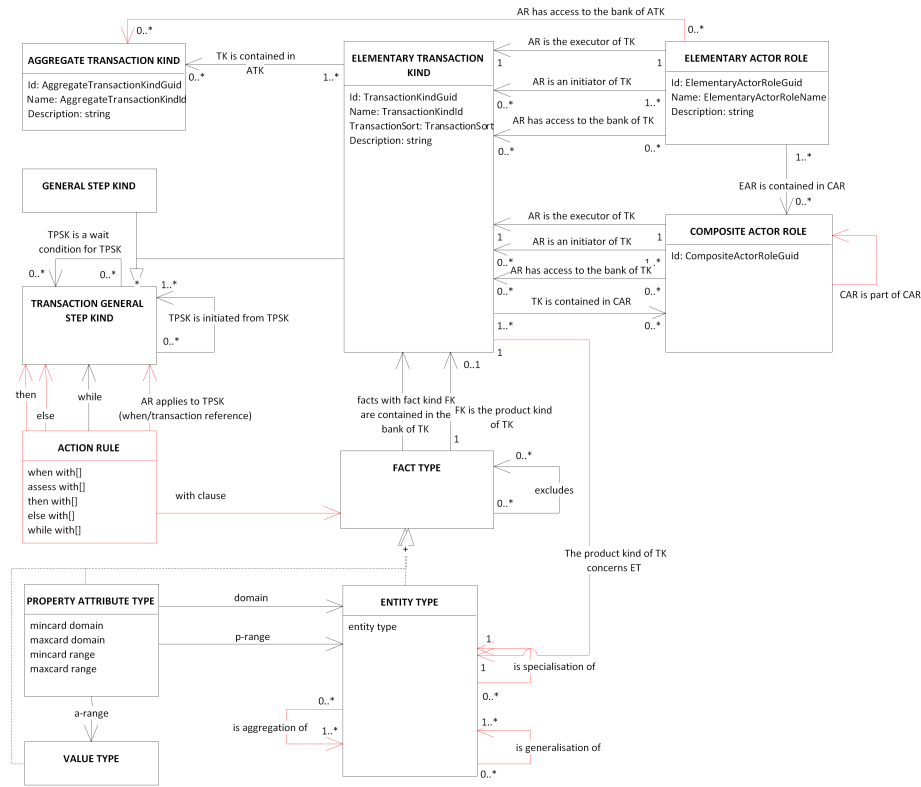 AR has access to the bank of ATK
0..*
0..*
AGGREGATE TRANSACTION KIND
Id: AggregateTransactionKindGuid
Name: AggregateTransactionKindId
Description: string
TK is contained in
ATK
0..*
1..*
ELEMENTARY TRANSACTION
KIND
Id: TransactionKindGuid
Name: TransactionKindId
TransactionSort: TransactionSort
Description: string
AR is the executor of TK
1
1
AR is an initiator of TK
0..*
1..*
AR has access to the bank of TK
0..*
0..*
ELEMENTARY ACTOR ROLE
Id: ElementaryActorRoleGuid
Name: ElementaryActorRoleName
Description: string
1..*
EAR is contained in CAR
0..*
GENERAL STEP KIND
TPSK is a wait
condition for TPSK
0..*
0..*
*
1..*
TRANSACTION GENERAL
STEP KIND
TPSK is initiated from TPSK
0..*
AR is the executor of TK
1
1
AR is an initiator of TK
0..*
1..*
AR has access to the bank of TK
0..*
0..*
TK is contained in CAR
1..*
0..*
COMPOSITE ACTOR ROLE
Id: CompositeActorRoleGuid
CAR is part of CAR
1
0..1
then
else
while
AR applies to TPSK
(when/transaction reference)
facts with fact kind FK
are contained in the
bank of TK
FK is the product kind
of TK
1
ACTION RULE
when with[]
assess with[]
then with[]
else with[]
while with[]
with clause
FACT TYPE
0..*
excludes
0..*
+
The product kind of TK
concerns ET
PROPERTY ATTRIBUTE TYPE
mincard domain
maxcard domain
mincard range
maxcard range
domain
p-range
ENTITY TYPE
entity type
1
1
is specialisation of
0..*
0..*
is aggregation of
1..*
1..*
is generalisation of
0..*
a-range
VALUE TYPE